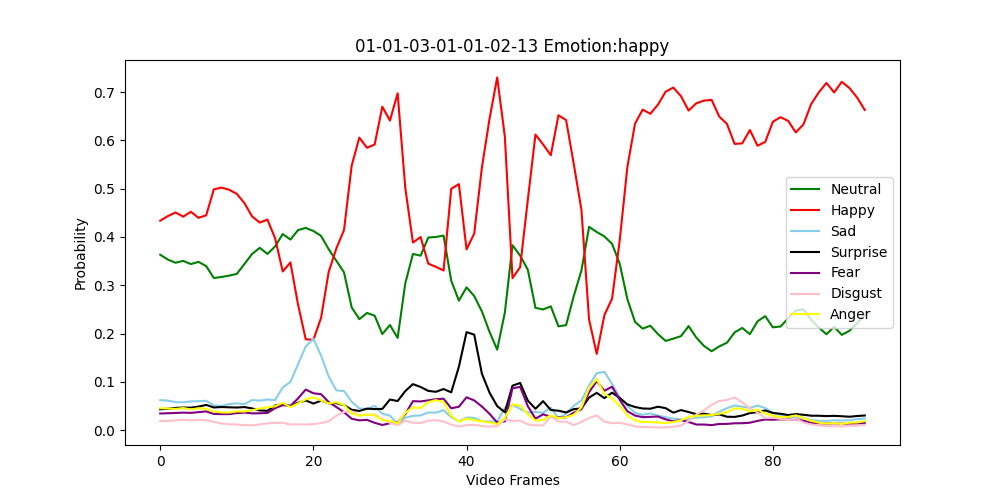 01-01-03-01-01-02-13 Emotion:happy
Probability
0.7
0.6
0.5
0.4
0.3
0.2
0.1
0.0
0 20 40 60 80
Video Frames
Neutral
Happy
Sad
Surprise
Fear
Disgust
Anger